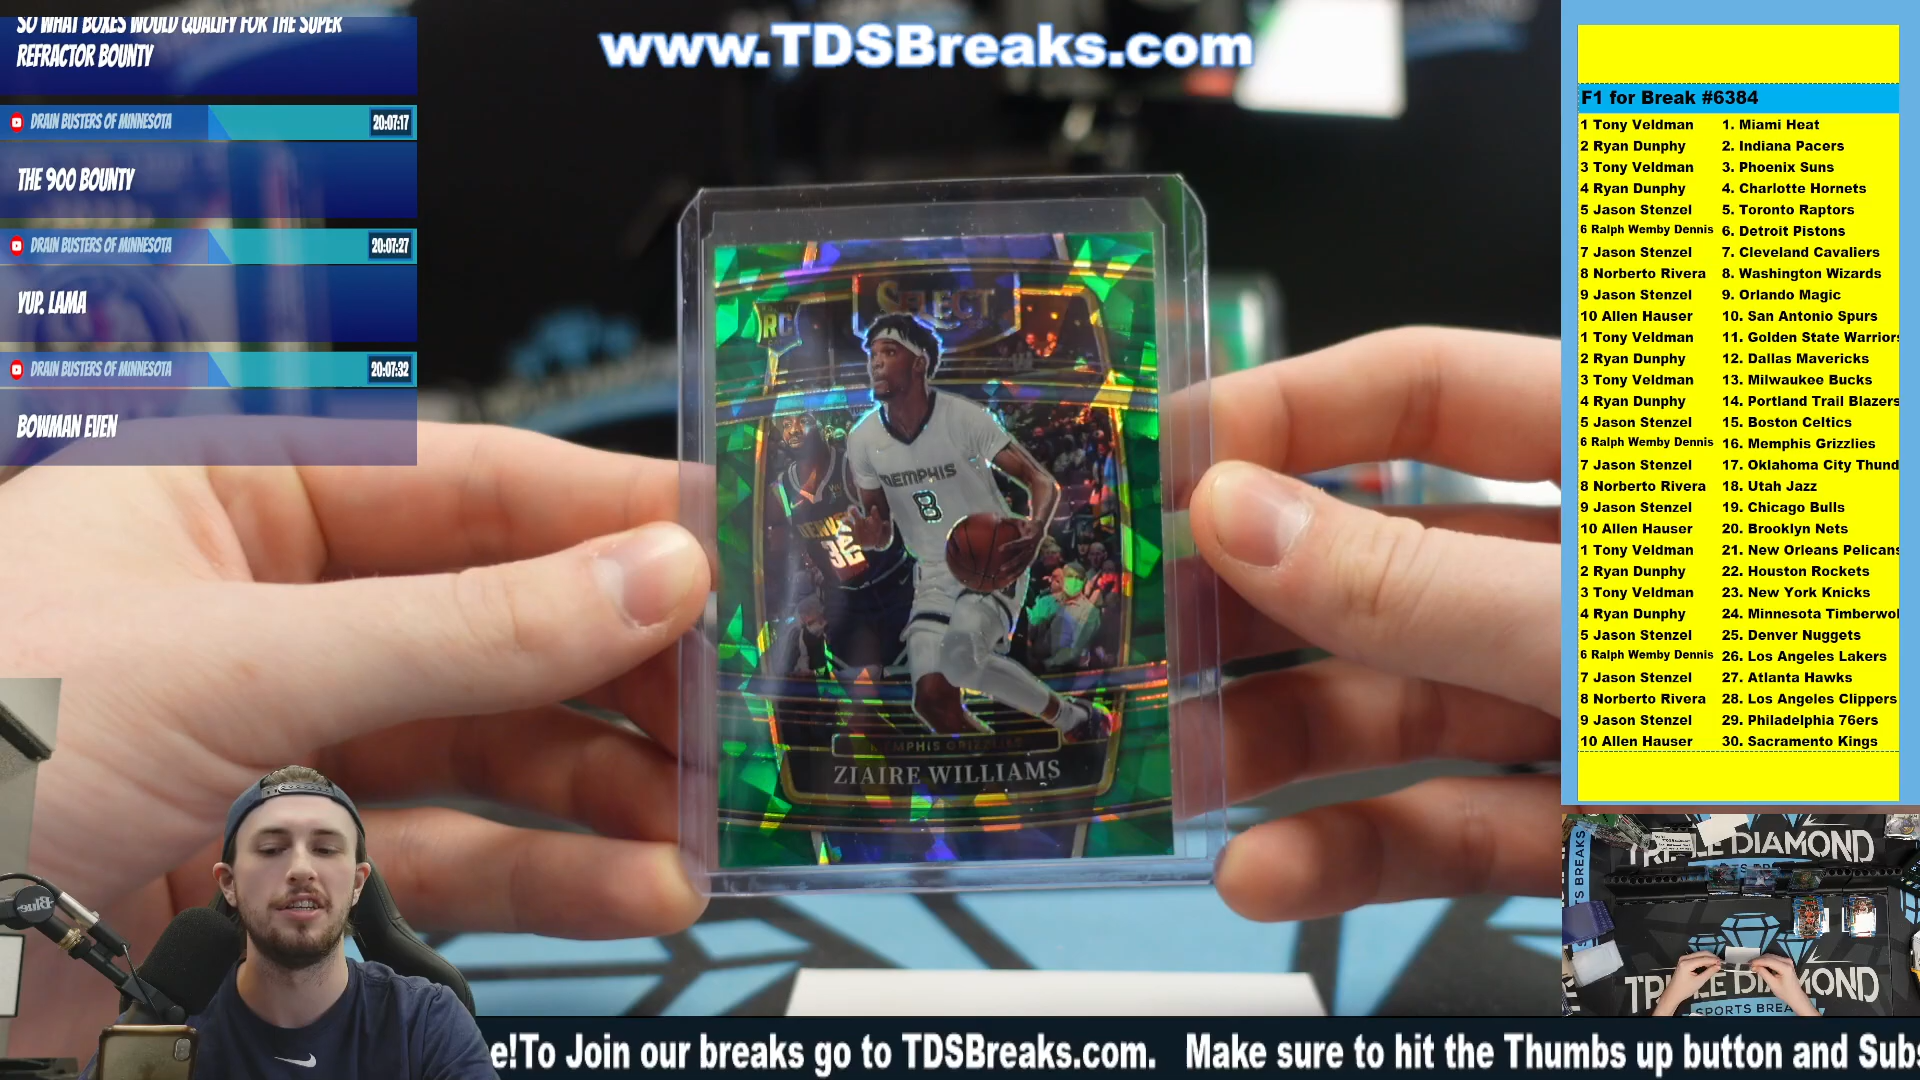 SO WHAT BOXES WOULD QUALIFY FOR THE SUPER
REFRACTOR BOUNTY
DRAIN BUSTERS OF MINNESOTA 20:07:17
THE 900 BOUNTY
DRAIN BUSTERS OF MINNESOTA 20:07:27
YUP. LAMA
DRAIN BUSTERS OF MINNESOTA 20:07:32
BOWMAN EVEN
www.TDSBreaks.com
SELECT
RC
MEMPHIS
8
DENVER
32
MEMPHIS GRIZZLIES
ZIAIRE WILLIAMS
F1 for Break #6384
1 Tony Veldman 1. Miami Heat
2 Ryan Dunphy 2. Indiana Pacers
3 Tony Veldman 3. Phoenix Suns
4 Ryan Dunphy 4. Charlotte Hornets
5 Jason Stenzel 5. Toronto Raptors
6 Ralph Wemby Dennis 6. Detroit Pistons
7 Jason Stenzel 7. Cleveland Cavaliers
8 Norberto Rivera 8. Washington Wizards
9 Jason Stenzel 9. Orlando Magic
10 Allen Hauser 10. San Antonio Spurs
1 Tony Veldman 11. Golden State Warriors
2 Ryan Dunphy 12. Dallas Mavericks
3 Tony Veldman 13. Milwaukee Bucks
4 Ryan Dunphy 14. Portland Trail Blazers
5 Jason Stenzel 15. Boston Celtics
6 Ralph Wemby Dennis 16. Memphis Grizzlies
7 Jason Stenzel 17. Oklahoma City Thund
8 Norberto Rivera 18. Utah Jazz
9 Jason Stenzel 19. Chicago Bulls
10 Allen Hauser 20. Brooklyn Nets
1 Tony Veldman 21. New Orleans Pelicans
2 Ryan Dunphy 22. Houston Rockets
3 Tony Veldman 23. New York Knicks
4 Ryan Dunphy 24. Minnesota Timberwol
5 Jason Stenzel 25. Denver Nuggets
6 Ralph Wemby Dennis 26. Los Angeles Lakers
7 Jason Stenzel 27. Atlanta Hawks
8 Norberto Rivera 28. Los Angeles Clippers
9 Jason Stenzel 29. Philadelphia 76ers
10 Allen Hauser 30. Sacramento Kings
TRIPLE DIAMOND
S BREAKS
TRIPLE DIAMOND
SPORTS BREA
Blue
e!To Join our breaks go to TDSBreaks.com. Make sure to hit the Thumbs up button and Subs